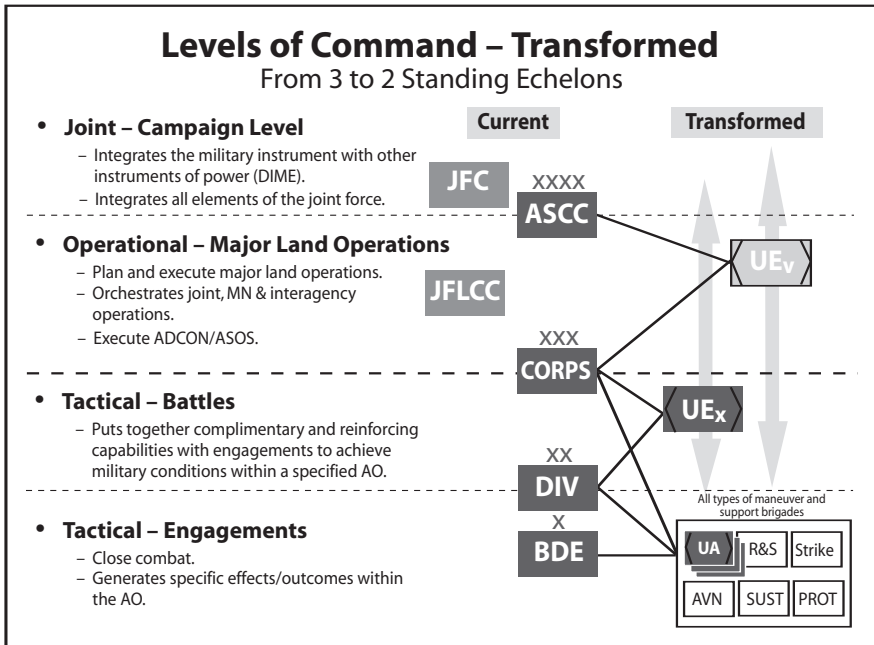 Levels of Command – Transformed
From 3 to 2 Standing Echelons
Current
Transformed
• Joint – Campaign Level
– Integrates the military instrument with other
instruments of power (DIME).
– Integrates all elements of the joint force.
JFC
XXXX
ASCC
• Operational – Major Land Operations
– Plan and execute major land operations.
– Orchestrates joint, MN & interagency
operations.
– Execute ADCON/ASOS.
JFLCC
UEv
XXX
CORPS
• Tactical – Battles
– Puts together complimentary and reinforcing
capabilities with engagements to achieve
military conditions within a specified AO.
UEx
XX
DIV
• Tactical – Engagements
– Close combat.
– Generates specific effects/outcomes within
the AO.
X
BDE
All types of maneuver and
support brigades
UA
R&S
Strike
AVN
SUST
PROT